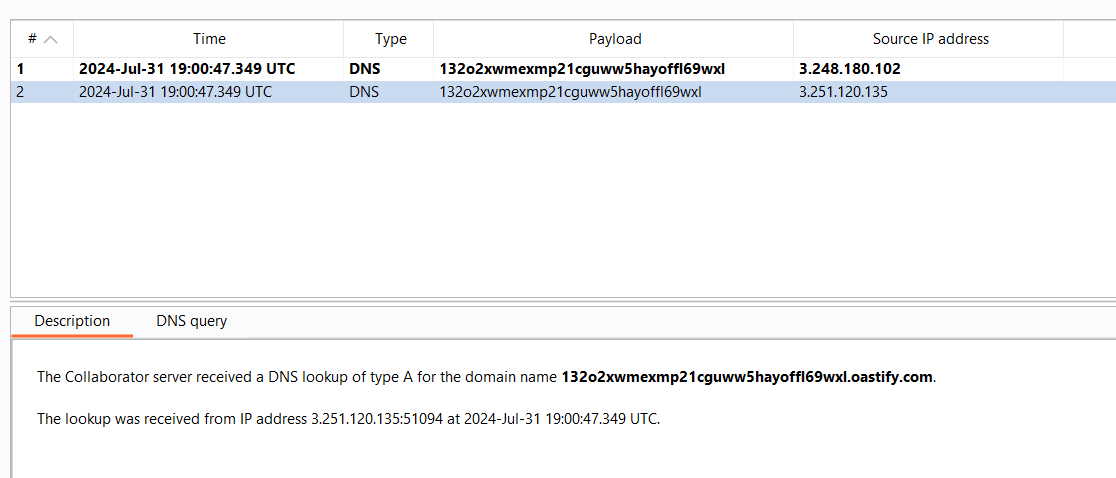 # Time Type Payload Source IP address
1 2024-Jul-31 19:00:47.349 UTC DNS 132o2xwmexmp21cguww5hayoffl69wxl 3.248.180.102
2 2024-Jul-31 19:00:47.349 UTC DNS 132o2xwmexmp21cguww5hayoffl69wxl 3.251.120.135
Description DNS query
The Collaborator server received a DNS lookup of type A for the domain name 132o2xwmexmp21cguww5hayoffl69wxl.oastify.com.
The lookup was received from IP address 3.251.120.135:51094 at 2024-Jul-31 19:00:47.349 UTC.